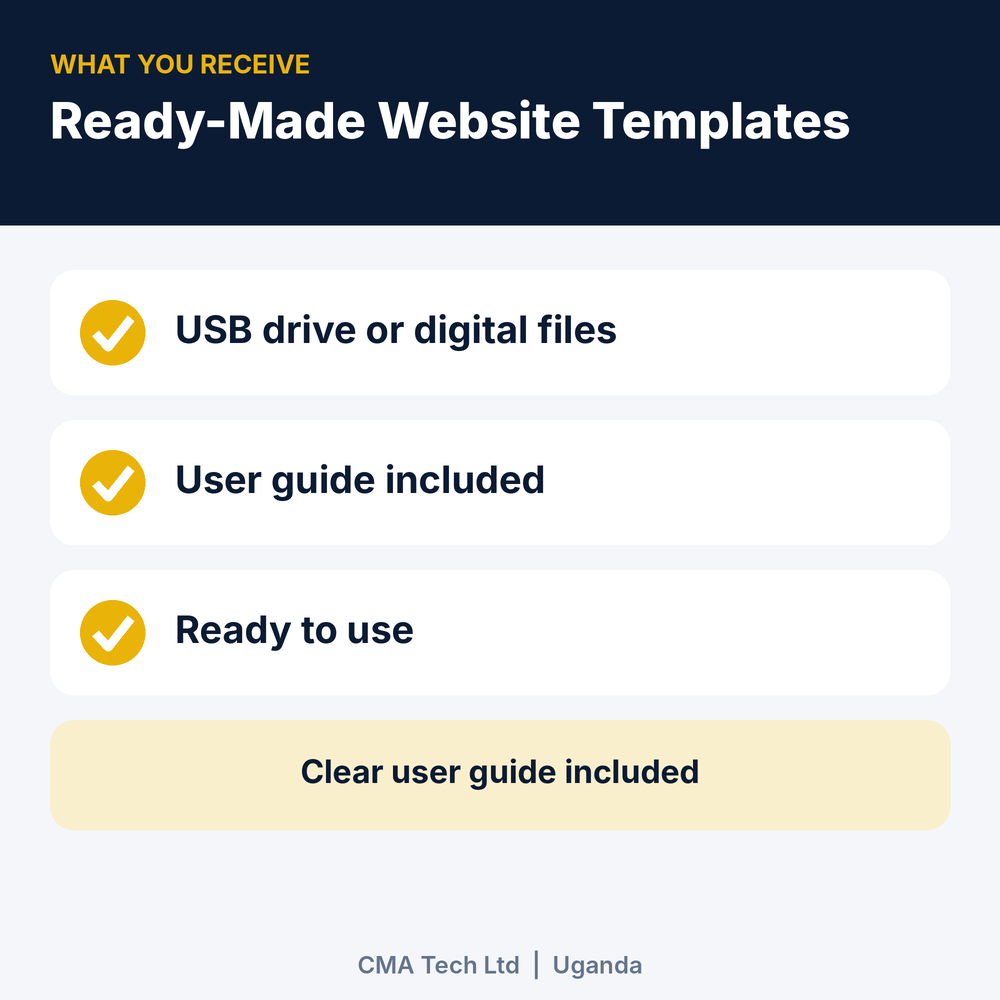 WHAT YOU RECEIVE
Ready-Made Website Templates
USB drive or digital files
User guide included
Ready to use
Clear user guide included
CMA Tech Ltd | Uganda